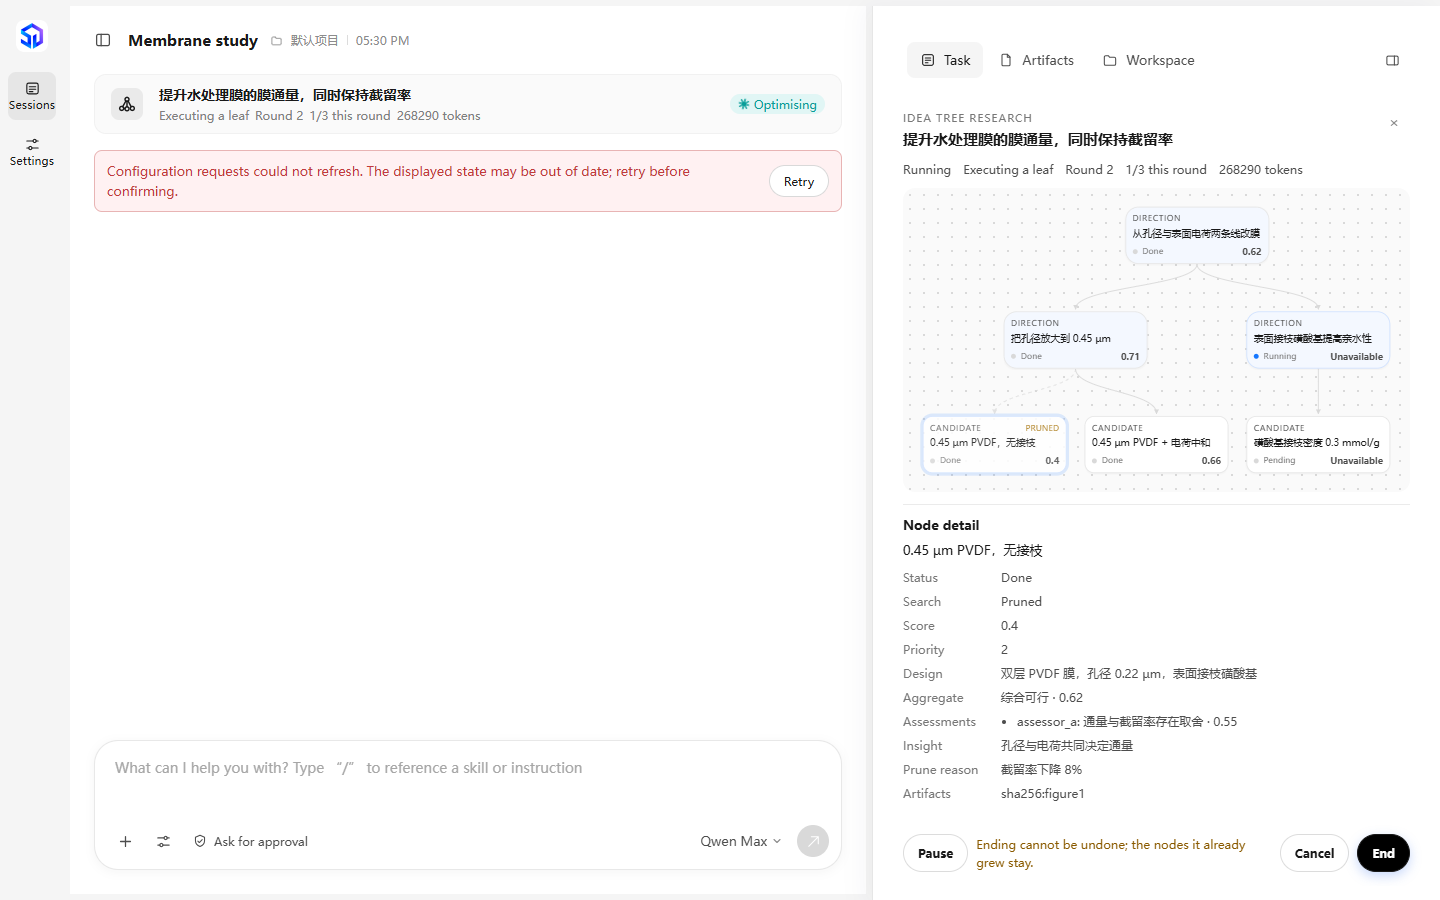 Sessions
Settings
Membrane study
默认项目
05:30 PM
提升水处理膜的膜通量，同时保持截留率
Executing a leaf Round 2 1/3 this round 268290 tokens
Optimising
Configuration requests could not refresh. The displayed state may be out of date; retry before
confirming.
Retry
What can I help you with? Type “/” to reference a skill or instruction
Ask for approval
Qwen Max
Task
Artifacts
Workspace
IDEA TREE RESEARCH
提升水处理膜的膜通量，同时保持截留率
Running Executing a leaf Round 2 1/3 this round 268290 tokens
DIRECTION
从孔径与表面电荷两条线改膜
Done 0.62
DIRECTION
把孔径放大到 0.45 μm
Done 0.71
DIRECTION
表面接枝磺酸基提高亲水性
Running Unavailable
CANDIDATE PRUNED
0.45 μm PVDF，无接枝
Done 0.4
CANDIDATE
0.45 μm PVDF + 电荷中和
Done 0.66
CANDIDATE
磺酸基接枝密度 0.3 mmol/g
Pending Unavailable
Node detail
0.45 μm PVDF，无接枝
Status Done
Search Pruned
Score 0.4
Priority 2
Design 双层 PVDF 膜，孔径 0.22 μm，表面接枝磺酸基
Aggregate 综合可行 · 0.62
Assessments • assessor_a: 通量与截留率存在取舍 · 0.55
Insight 孔径与电荷共同决定通量
Prune reason 截留率下降 8%
Artifacts sha256:figure1
Pause
Ending cannot be undone; the nodes it already
grew stay.
Cancel
End